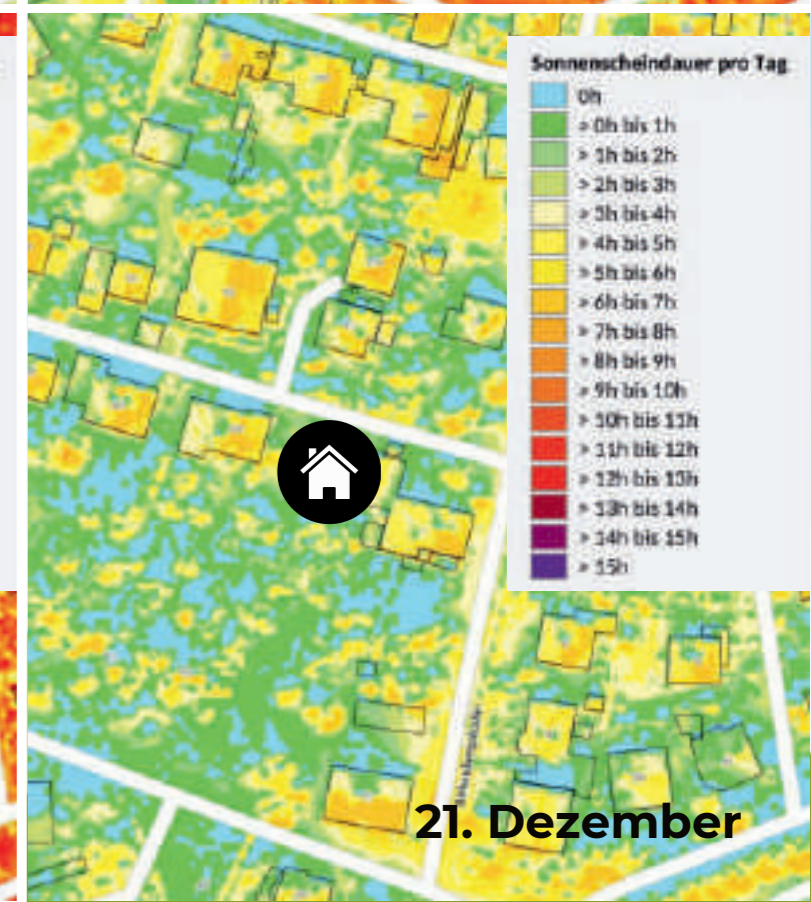 Sonnenscheindauer pro Tag
0h
> 0h bis 1h
> 1h bis 2h
> 2h bis 3h
> 3h bis 4h
> 4h bis 5h
> 5h bis 6h
> 6h bis 7h
> 7h bis 8h
> 8h bis 9h
> 9h bis 10h
> 10h bis 11h
> 11h bis 12h
> 12h bis 13h
> 13h bis 14h
> 14h bis 15h
> 15h
21. Dezember